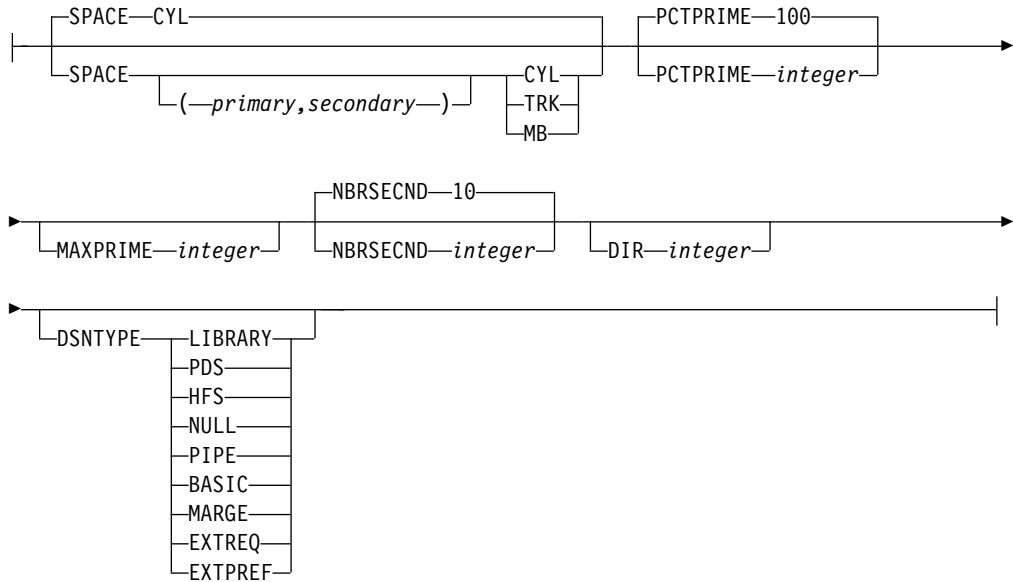 SPACE CYL PCTPRIME 100
SPACE CYL PCTPRIME integer
( primary,secondary ) TRK
MB
NBRSECND 10
MAXPRIME integer NBRSECND integer DIR integer
DSNTYPE LIBRARY
PDS
HFS
NULL
PIPE
BASIC
MARGE
EXTREQ
EXTPREF